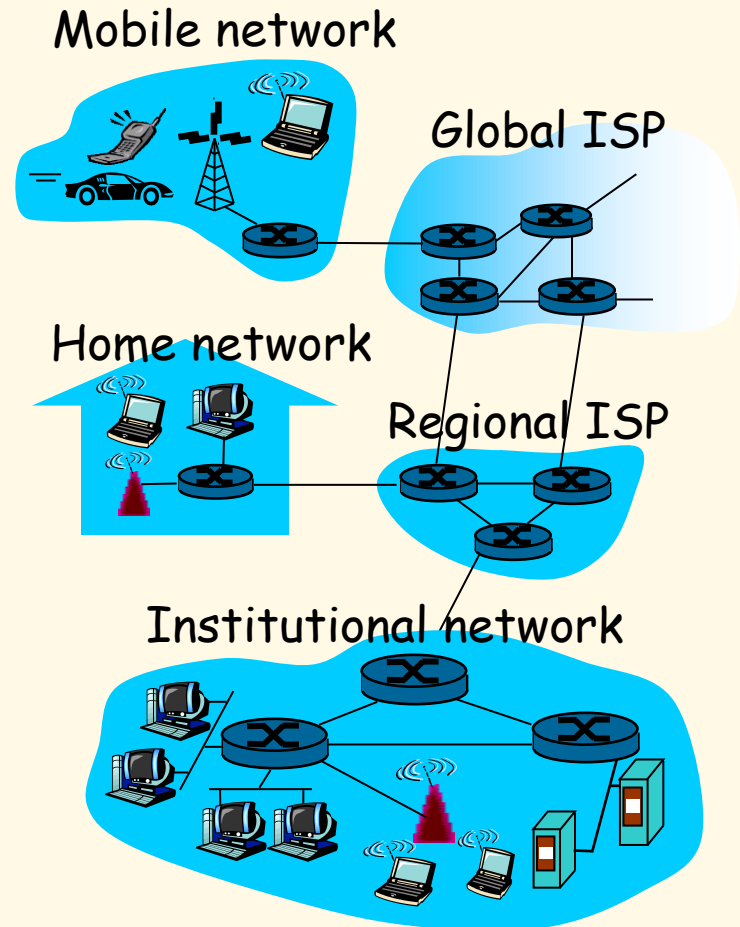 Mobile network
Global ISP
Home network
Regional ISP
Institutional network